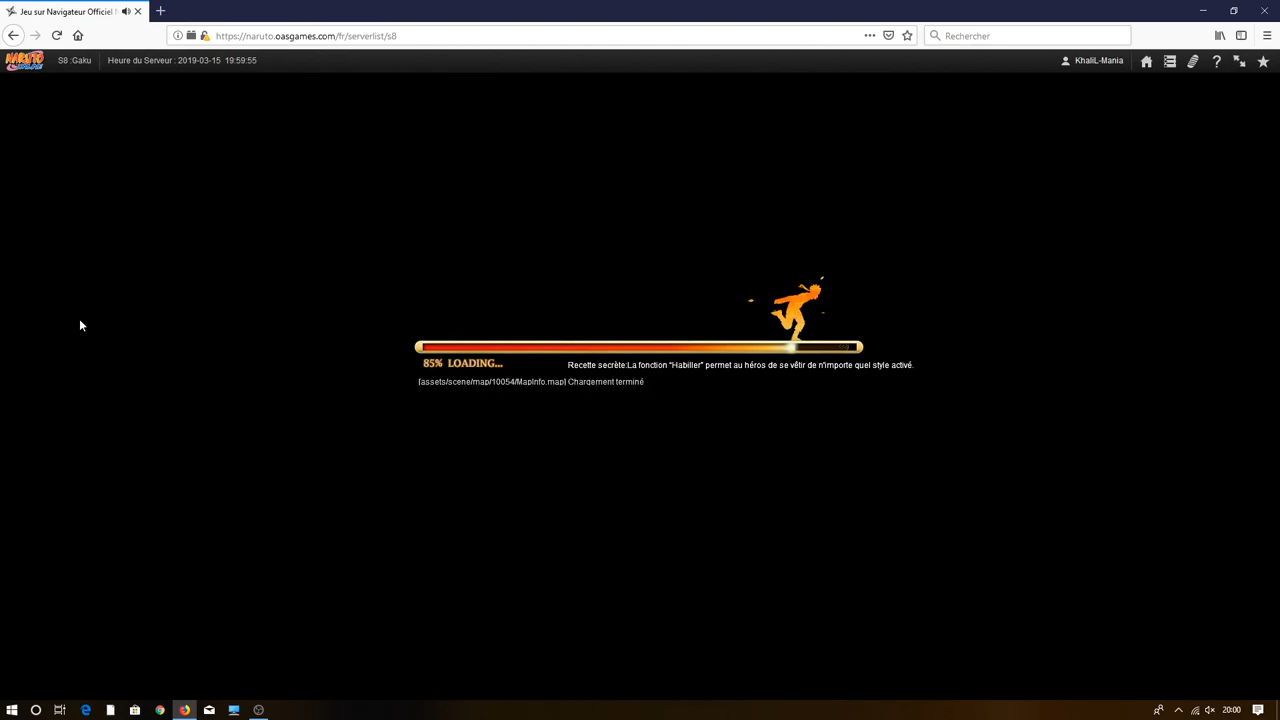 Jeu sur Navigateur Officiel
https://naruto.oasgames.com/fr/serverlist/s8
Rechercher
NARUTO
S8 :Gaku
Heure du Serveur : 2019-03-15 19:59:55
KhaliL-Mania
85% LOADING...
Recette secrète:La fonction "Habiller" permet au héros de se vêtir de n'importe quel style activé.
[assets/scene/map/10054/MapInfo.map] Chargement terminé
20:00